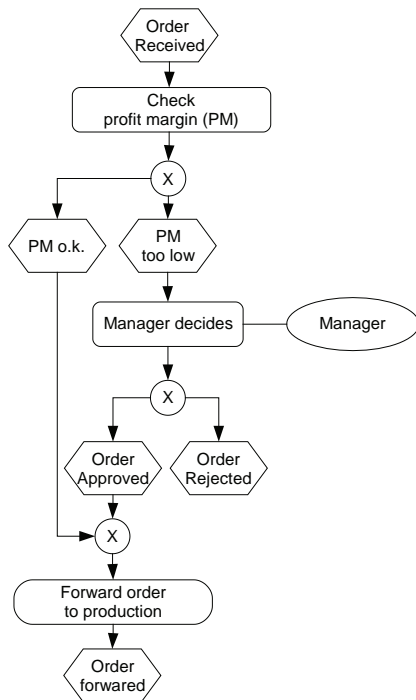 Order
Received
Check
profit margin (PM)
X
PM o.k.
PM
too low
Manager decides
Manager
X
Order
Approved
Order
Rejected
X
Forward order
to production
Order
forwared